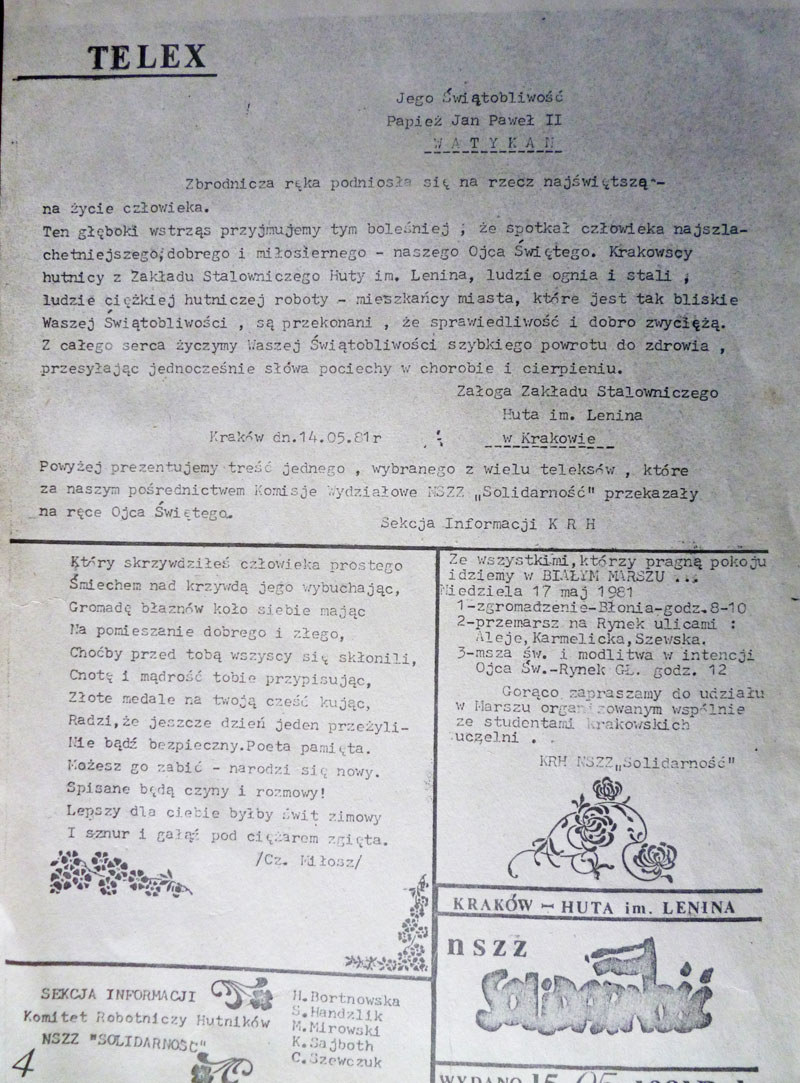 TELEX
Jego Świątobliwość
Papież Jan Paweł II
WATYKAN
Zbrodnicza ręka podniosła się na rzecz najświętszą -
na życie człowieka.
Ten głęboki wstrząs przyjmujemy tym boleśniej , że spotkał człowieka najszla-
chetniejszego,dobrego i miłosiernego - naszego Ojca Świętego. Krakowscy
hutnicy z Zakładu Stalowniczego Huty im. Lenina, ludzie ognia i stali ,
ludzie ciężkiej hutniczej roboty - mieszkańcy miasta, które jest tak bliskie
Waszej Świątobliwości , są przekonani , że sprawiedliwość i dobro zwyciężą.
Z całego serca życzymy Waszej Świątobliwości szybkiego powrotu do zdrowia ,
przesyłając jednocześnie słówa pociechy w chorobie i cierpieniu.
Załoga Zakładu Stalowniczego
Huta im. Lenina
Kraków dn.14.05.81r
w Krakowie
Powyżej prezentujemy treść jednego , wybranego z wielu teleksów , które
za naszym pośrednictwem Komisje Wydziałowe NSZZ „Solidarność" przekazały
na ręce Ojca Świętego.
Sekcja Informacji K R H
Który skrzywdziłeś człowieka prostego
Śmiechem nad krzywdą jego wybuchając,
Gromadę błaznów koło siebie mając
Na pomieszanie dobrego i złego,
Choćby przed tobą wszyscy się skłonili,
Cnotę i mądrość tobie przypisując,
Złote medale na twoją cześć kując,
Radzi,że jeszcze dzień jeden przeżyli-
Nie bądź bezpieczny.Poeta pamięta.
Możesz go zabić - narodzi się nowy.
Spisane będą czyny i rozmowy!
Lepszy dla ciebie byłby świt zimowy
I sznur i gałąź pod ciężarem zgięta.
/Cz. Miłosz/
Ze wszystkimi,którzy pragną pokoju
idziemy w BIAŁYM MARSZU ...
Niedziela 17 maj 1981
1-zgromadzenie-Błonia-godz.8-10
2-przemarsz na Rynek ulicami :
Aleje,Karmelicka,Szewska.
3-msza św. i modlitwa w intencji
Ojca Św.-Rynek GŁ. godz. 12
Gorąco zapraszamy do udziału
w Marszu organizowanym wspólnie
ze studentami krakowskich
uczelni . .
KRH NSZZ„Solidarność"
KRAKÓW - HUTA im. LENINA
NSZZ
Solidarność
SEKCJA INFORMACJI
Komitet Robotniczy Hutników
NSZZ "SOLIDARNOŚĆ"
H.Bortnowska
S.Handzlik
M.Mirowski
K.Sajboth
C.Szewczuk
4
WYDANO 15.05